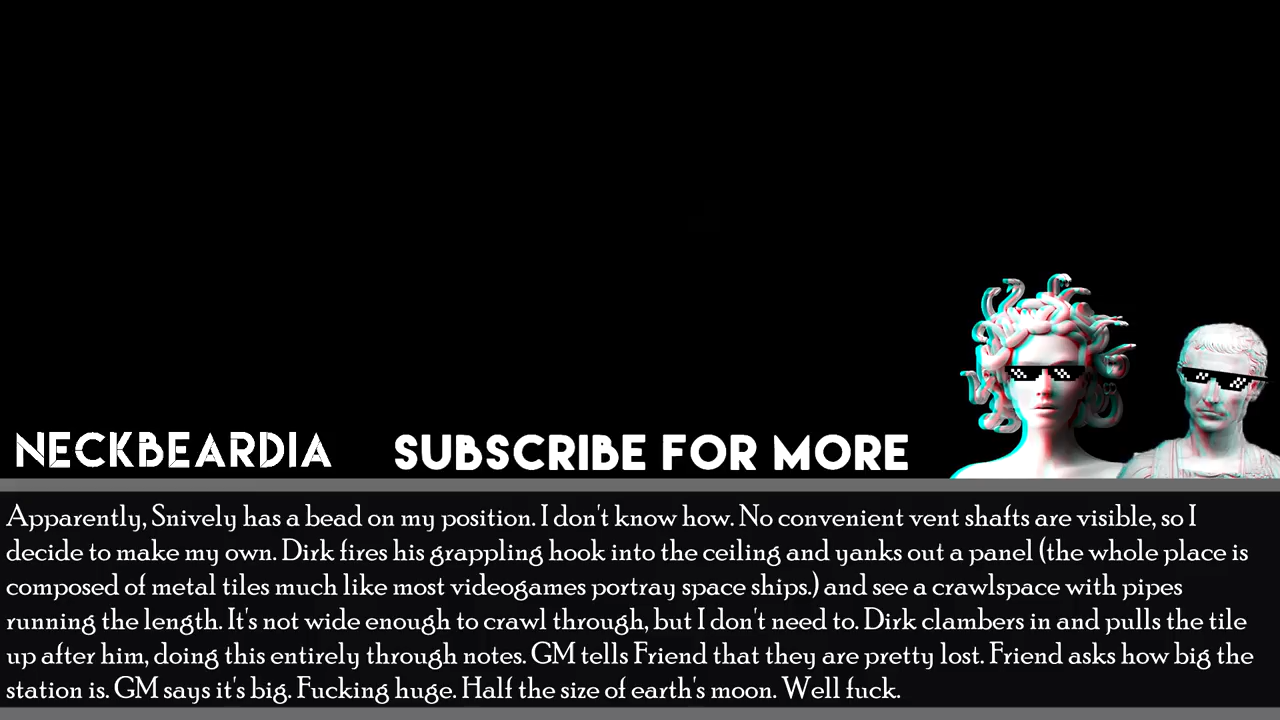 NECKBEARDIA
SUBSCRIBE FOR MORE
Apparently, Snively has a bead on my position. I don't know how. No convenient vent shafts are visible, so I
decide to make my own. Dirk fires his grappling hook into the ceiling and yanks out a panel (the whole place is
composed of metal tiles much like most videogames portray space ships.) and see a crawlspace with pipes
running the length. It's not wide enough to crawl through, but I don't need to. Dirk clambers in and pulls the tile
up after him, doing this entirely through notes. GM tells Friend that they are pretty lost. Friend asks how big the
station is. GM says it's big. Fucking huge. Half the size of earth's moon. Well fuck.